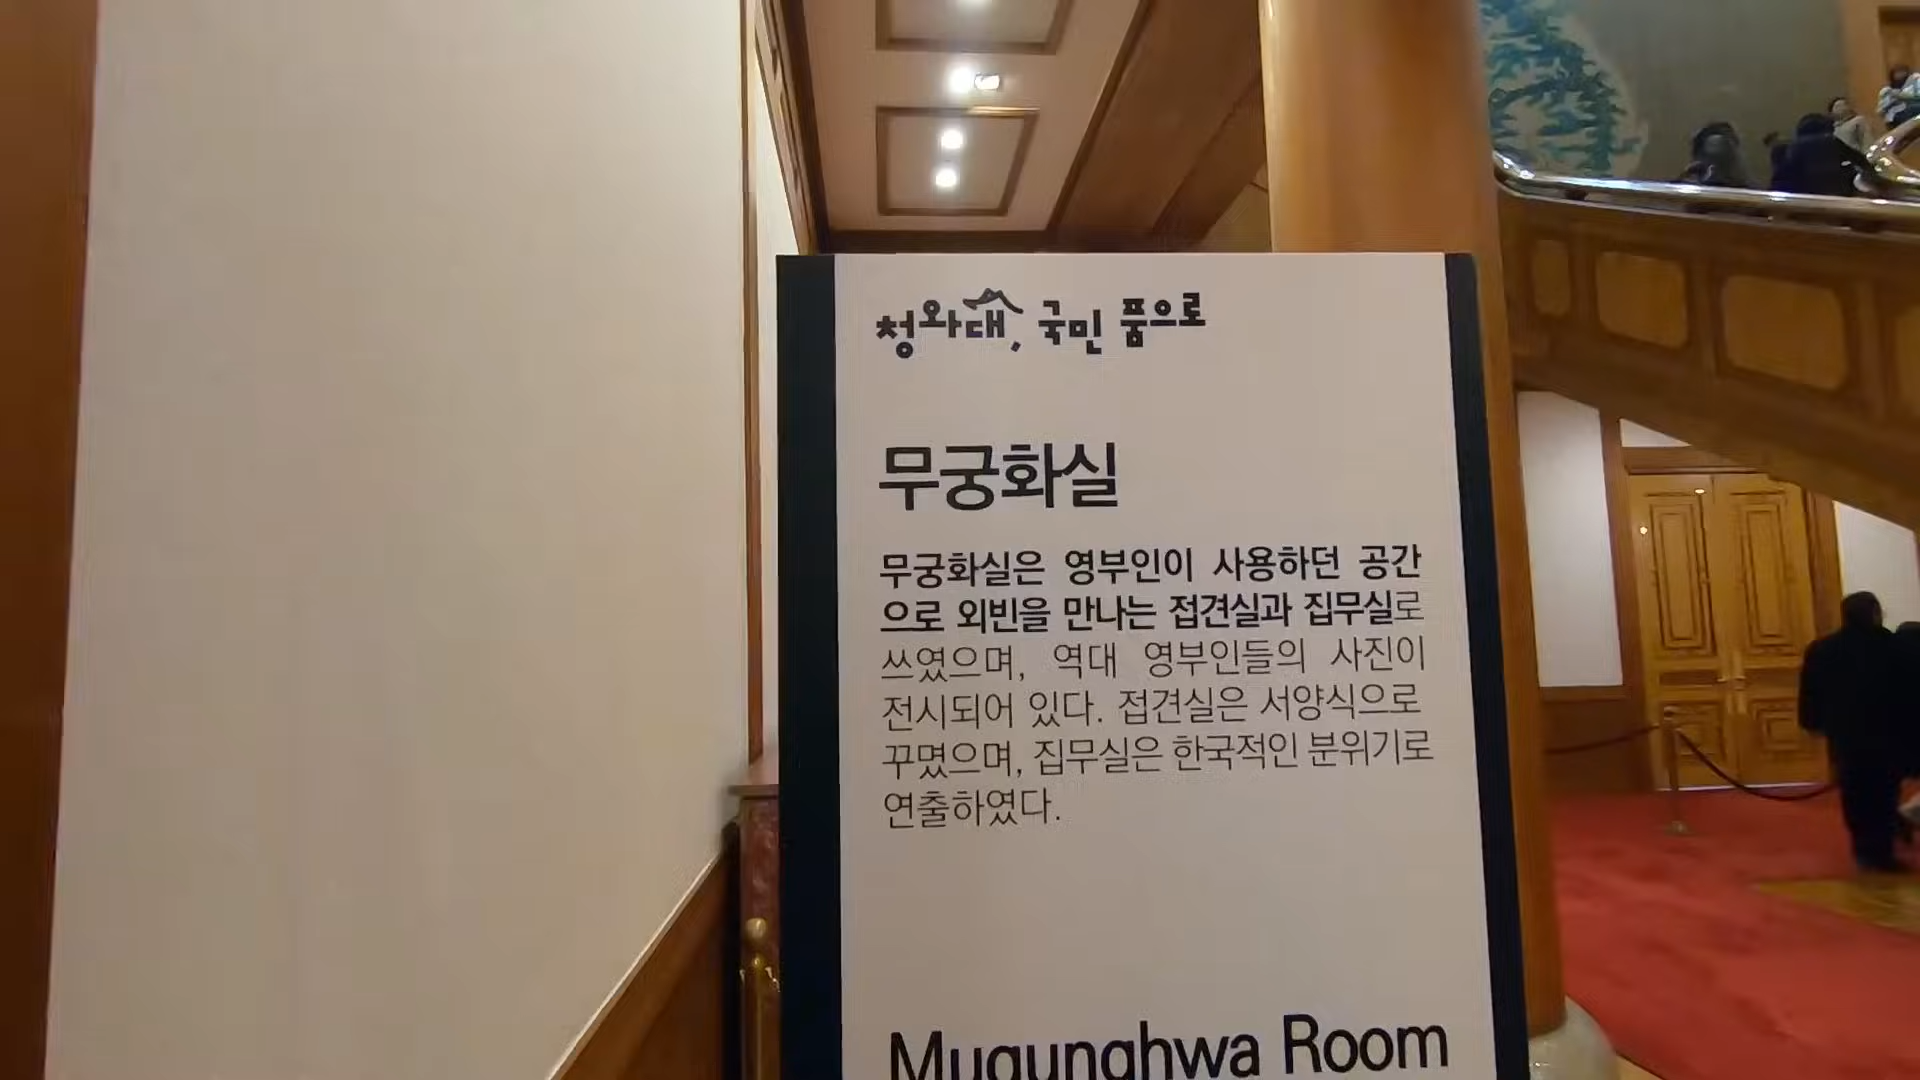 청와대, 국민 품으로
무궁화실
무궁화실은 영부인이 사용하던 공간
으로 외빈을 만나는 접견실과 집무실로
쓰였으며, 역대 영부인들의 사진이
전시되어 있다. 접견실은 서양식으로
꾸몄으며, 집무실은 한국적인 분위기로
연출하였다.
Mugunghwa Room